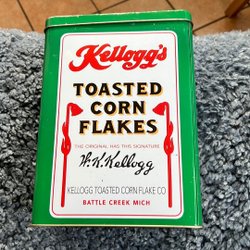 Kellogg's
TOASTED
CORN
FLAKES
THE ORIGINAL HAS THIS SIGNATURE
W.K.Kellogg
KELLOGG TOASTED CORN FLAKE CO
BATTLE CREEK MICH